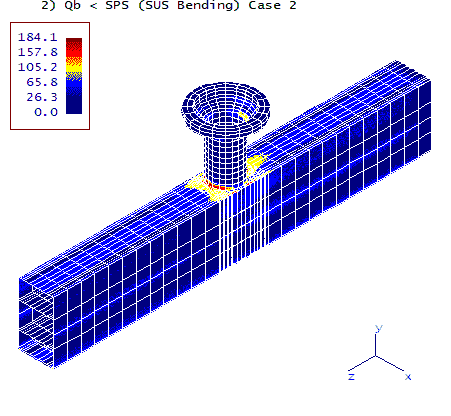 2) Qb < SPS (SUS Bending) Case 2
184.1
157.8
105.2
65.8
26.3
0.0
y
z
x